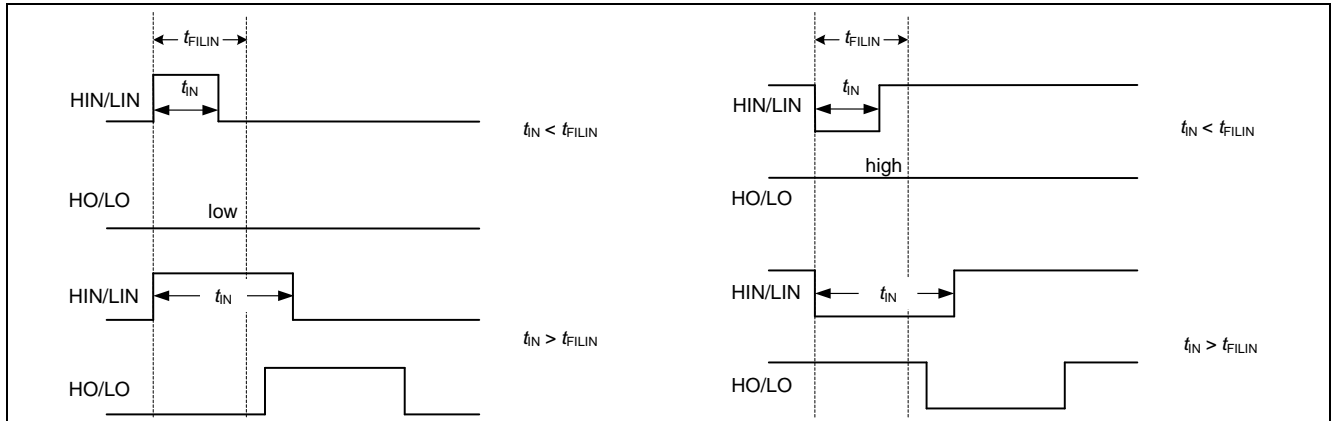 tFILIN
HIN/LIN
tIN
tIN < tFILIN
HO/LO
low
HIN/LIN
tIN
tIN > tFILIN
HO/LO
tFILIN
HIN/LIN
tIN
tIN < tFILIN
high
HO/LO
HIN/LIN
tIN
tIN > tFILIN
HO/LO